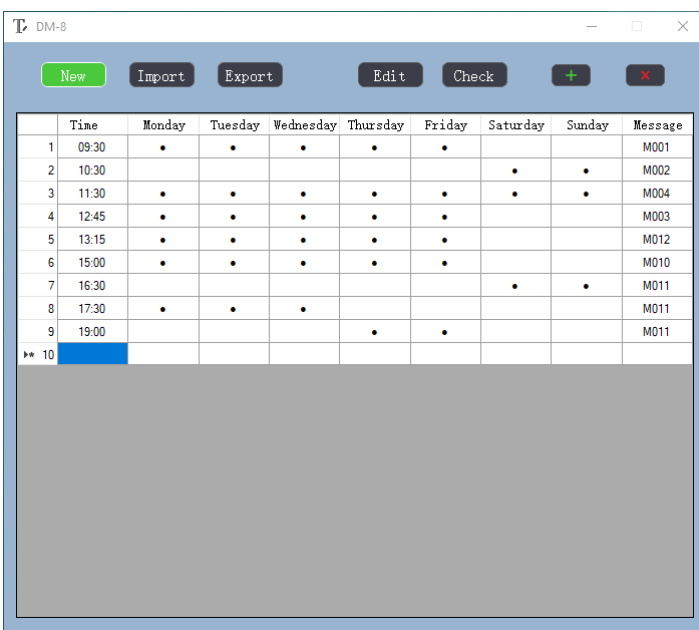 DM-8
New Import Export Edit Check
Time Monday Tuesday Wednesday Thursday Friday Saturday Sunday Message
1 09:30 • • • • • M001
2 10:30 • • M002
3 11:30 • • • • • • • M004
4 12:45 • • • • • M003
5 13:15 • • • • • M012
6 15:00 • • • • • M010
7 16:30 • • M011
8 17:30 • • • M011
9 19:00 • • M011
10